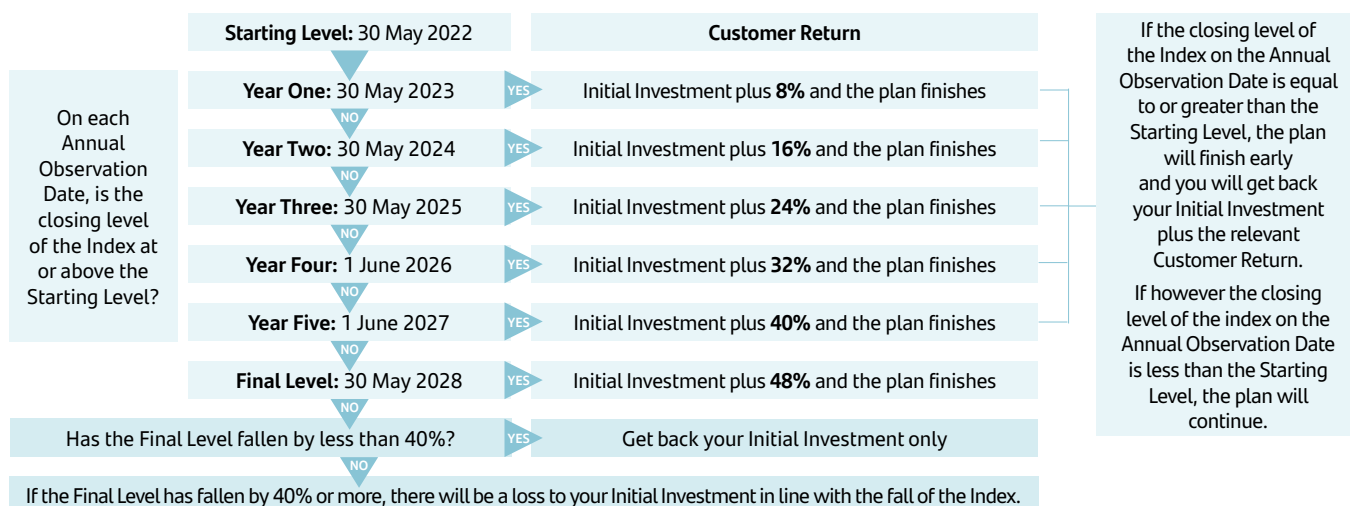 Starting Level: 30 May 2022
Customer Return
On each
Annual
Observation
Date, is the
closing level
of the Index at
or above the
Starting Level?
Year One: 30 May 2023
YES
Initial Investment plus 8% and the plan finishes
NO
Year Two: 30 May 2024
YES
Initial Investment plus 16% and the plan finishes
NO
Year Three: 30 May 2025
YES
Initial Investment plus 24% and the plan finishes
NO
Year Four: 1 June 2026
YES
Initial Investment plus 32% and the plan finishes
NO
Year Five: 1 June 2027
YES
Initial Investment plus 40% and the plan finishes
NO
Final Level: 30 May 2028
YES
Initial Investment plus 48% and the plan finishes
NO
Has the Final Level fallen by less than 40%?
YES
Get back your Initial Investment only
NO
If the Final Level has fallen by 40% or more, there will be a loss to your Initial Investment in line with the fall of the Index.
If the closing level of
the Index on the Annual
Observation Date is equal
to or greater than the
Starting Level, the plan
will finish early
and you will get back
your Initial Investment
plus the relevant
Customer Return.
If however the closing
level of the index on the
Annual Observation Date
is less than the Starting
Level, the plan will
continue.